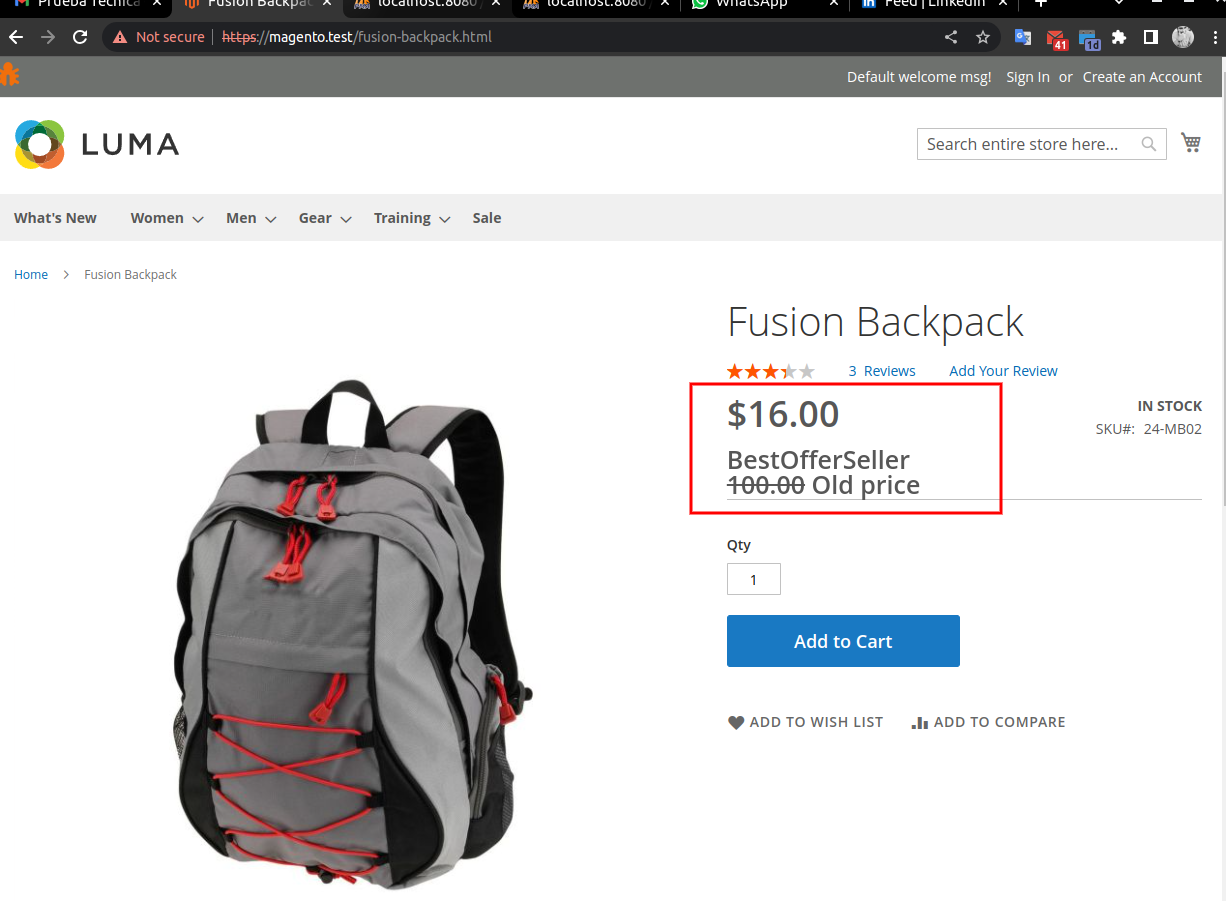 Prueba Tecnica
Fusion Backpac
localhost:8080
localhost:8080
WhatsApp
Feed | LinkedIn
Not secure | https://magento.test/fusion-backpack.html
41
1d
Default welcome msg! Sign In or Create an Account
LUMA
Search entire store here...
What's New Women Men Gear Training Sale
Home > Fusion Backpack
Fusion Backpack
3 Reviews Add Your Review
$16.00
IN STOCK
SKU#: 24-MB02
BestOfferSeller
100.00 Old price
Qty
1
Add to Cart
ADD TO WISH LIST ADD TO COMPARE